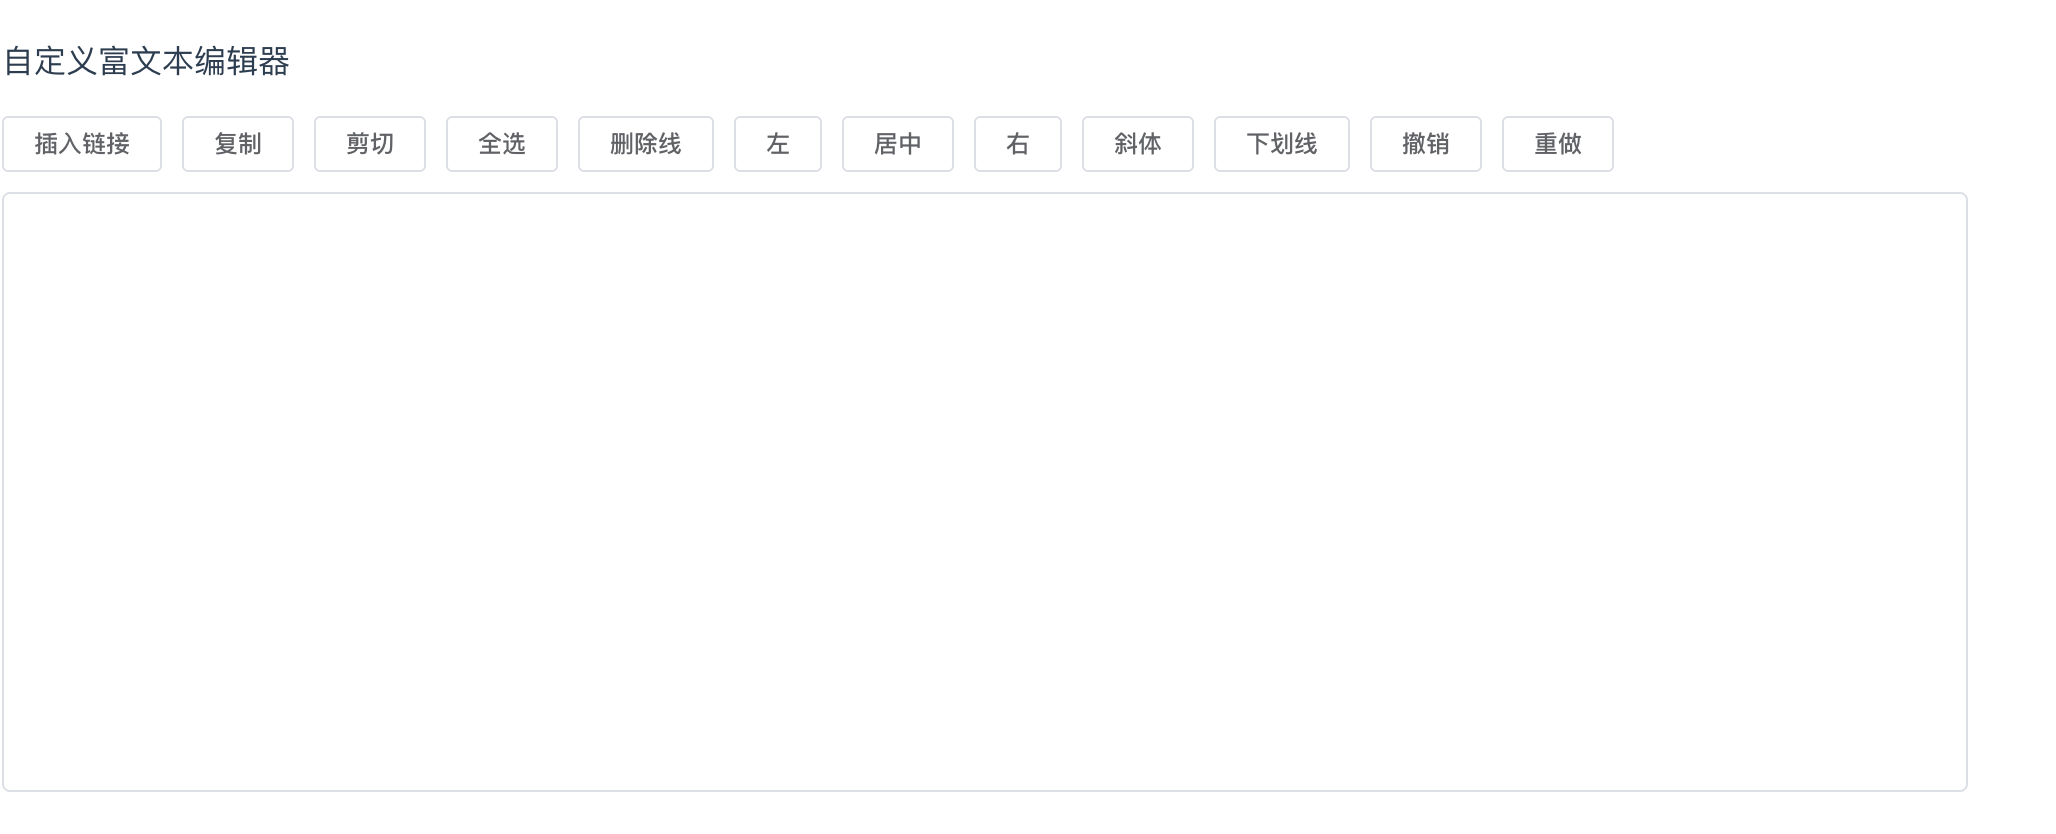 自定义富文本编辑器
插入链接 复制 剪切 全选 删除线 左 居中 右 斜体 下划线 撤销 重做